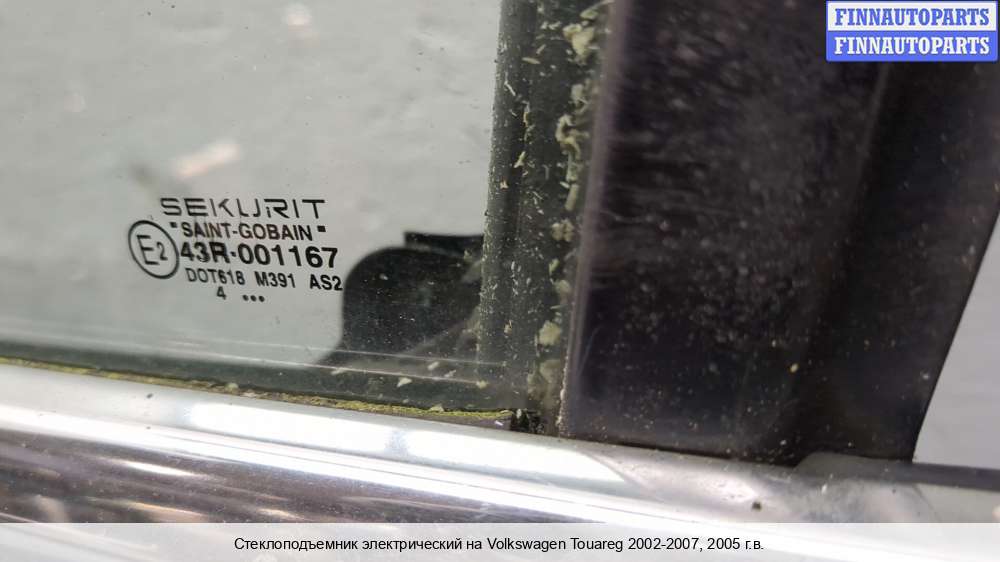 FINNAUTOPARTS
FINNAUTOPARTS
SEKURIT
"SAINT-GOBAIN"
E2 43R-001167
DOT618 M391 AS2
4 •••
Стеклоподъемник электрический на Volkswagen Touareg 2002-2007, 2005 г.в.